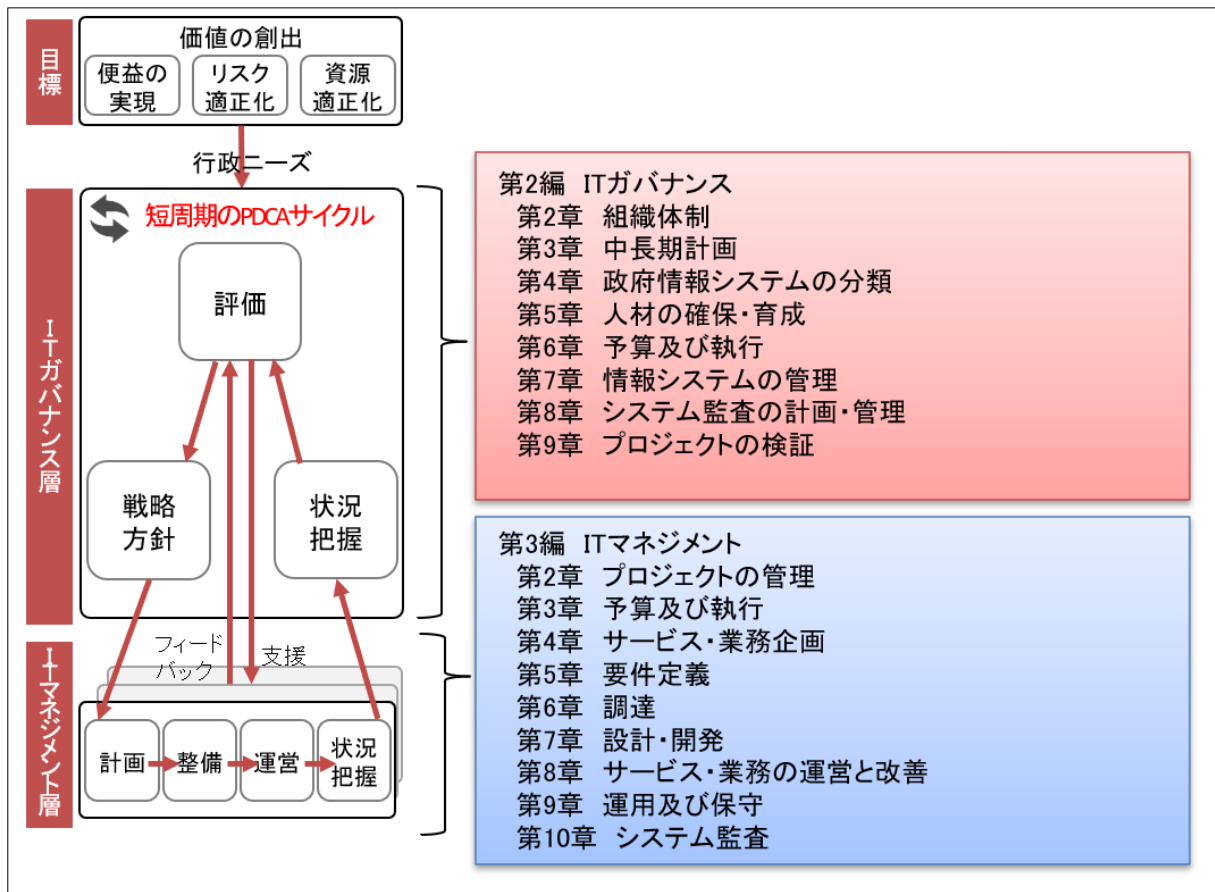 目標
価値の創出
便益の
実現
リスク
適正化
資源
適正化
行政ニーズ
ITガバナンス層
短周期のPDCAサイクル
評価
戦略
方針
状況
把握
フィード
バック
支援
ITマネジメント層
計画
整備
運営
状況
把握
第2編 ITガバナンス
第2章 組織体制
第3章 中長期計画
第4章 政府情報システムの分類
第5章 人材の確保・育成
第6章 予算及び執行
第7章 情報システムの管理
第8章 システム監査の計画・管理
第9章 プロジェクトの検証
第3編 ITマネジメント
第2章 プロジェクトの管理
第3章 予算及び執行
第4章 サービス・業務企画
第5章 要件定義
第6章 調達
第7章 設計・開発
第8章 サービス・業務の運営と改善
第9章 運用及び保守
第10章 システム監査